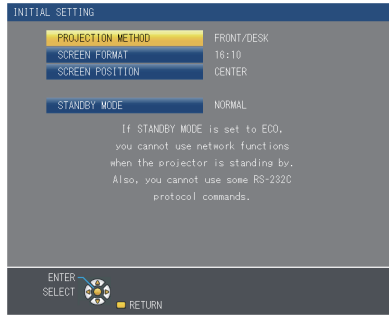 INITIAL SETTING
PROJECTION METHOD FRONT/DESK
SCREEN FORMAT 16:10
SCREEN POSITION CENTER
STANDBY MODE NORMAL
If STANDBY MODE is set to ECO,
you cannot use network functions
when the projector is standing by.
Also, you cannot use some RS-232C
protocol commands.
ENTER
SELECT
RETURN